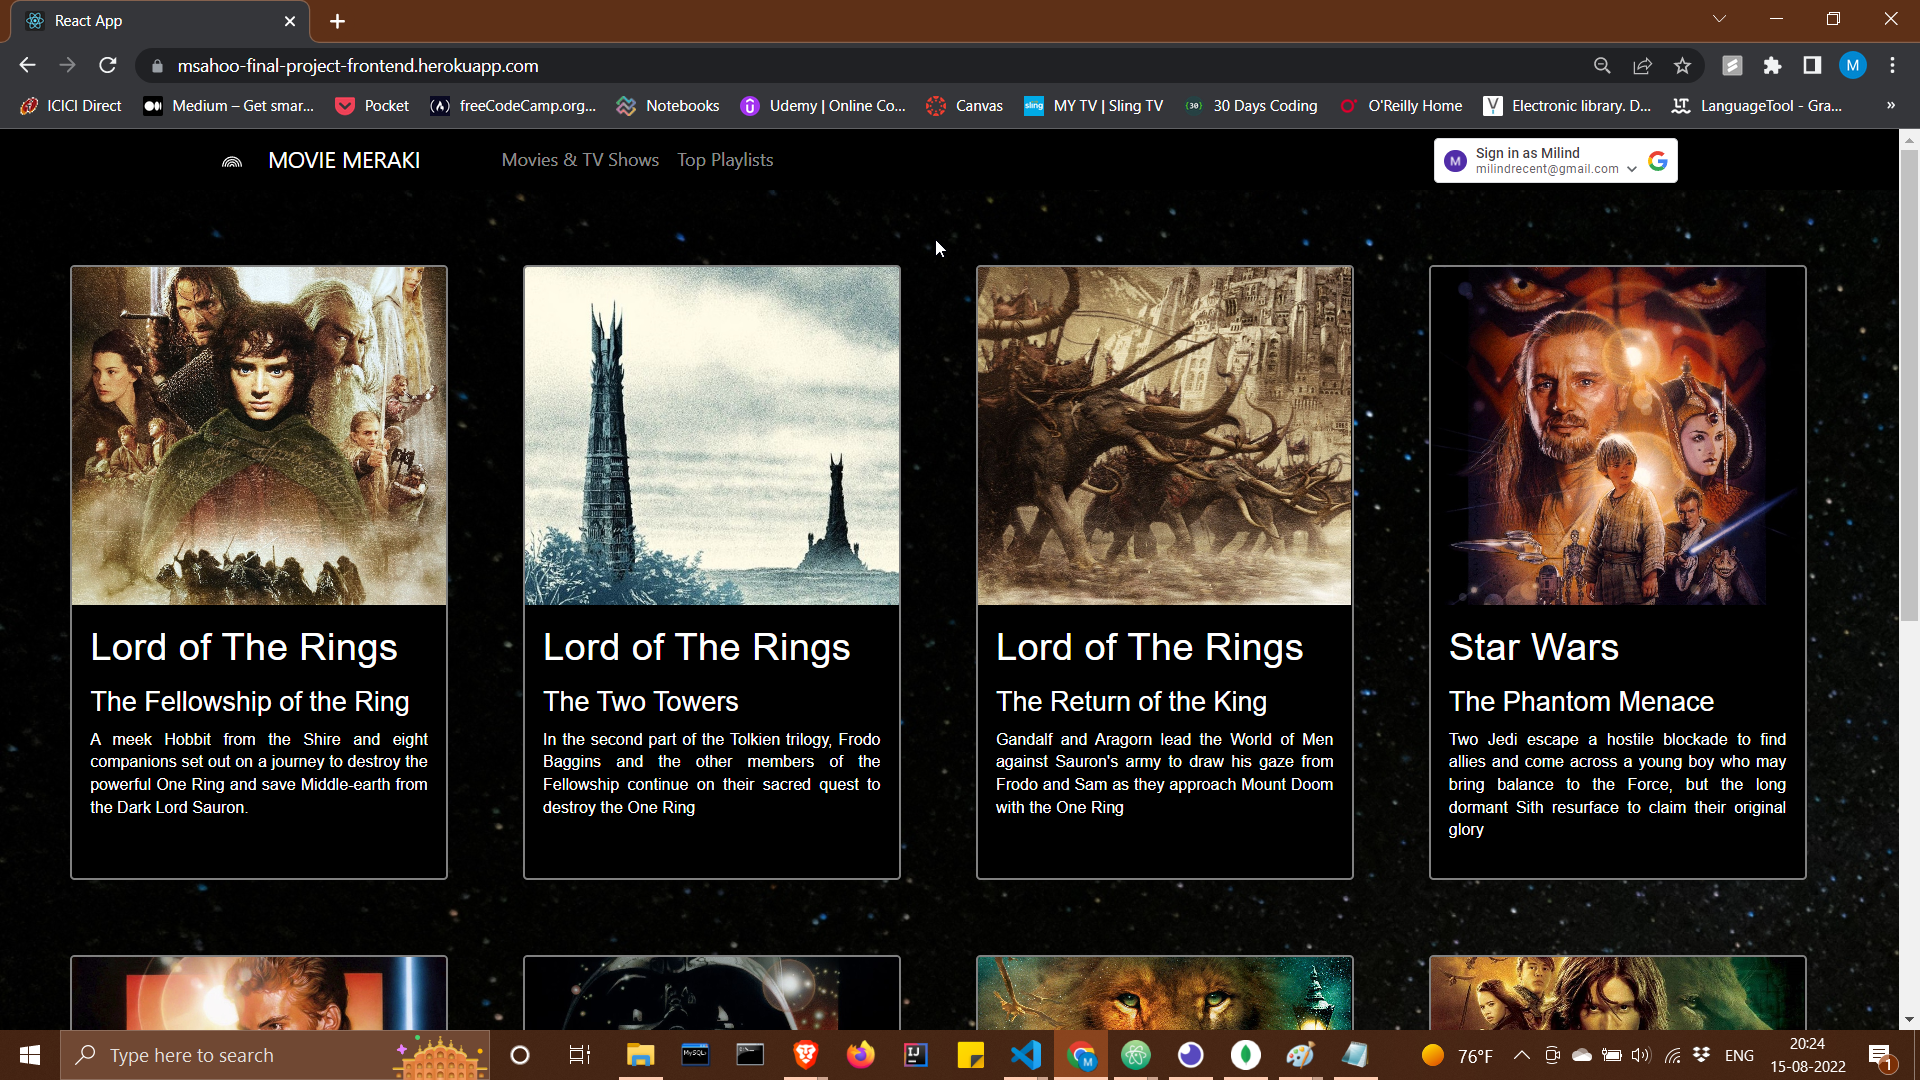 React App
msahoo-final-project-frontend.herokuapp.com
M
ICICI Direct
Medium – Get smar...
Pocket
freeCodeCamp.org...
Notebooks
Udemy | Online Co...
Canvas
sling
MY TV | Sling TV
{30}
30 Days Coding
O'Reilly Home
Electronic library. D...
LanguageTool - Gra...
»
MOVIE MERAKI
Movies & TV Shows
Top Playlists
M
Sign in as Milind
milindrecent@gmail.com
Lord of The Rings
The Fellowship of the Ring
A meek Hobbit from the Shire and eight
companions set out on a journey to destroy the
powerful One Ring and save Middle-earth from
the Dark Lord Sauron.
Lord of The Rings
The Two Towers
In the second part of the Tolkien trilogy, Frodo
Baggins and the other members of the
Fellowship continue on their sacred quest to
destroy the One Ring
Lord of The Rings
The Return of the King
Gandalf and Aragorn lead the World of Men
against Sauron's army to draw his gaze from
Frodo and Sam as they approach Mount Doom
with the One Ring
Star Wars
The Phantom Menace
Two Jedi escape a hostile blockade to find
allies and come across a young boy who may
bring balance to the Force, but the long
dormant Sith resurface to claim their original
glory
Type here to search
MySQL
IJ
M
76°F
ENG
20:24
15-08-2022
1